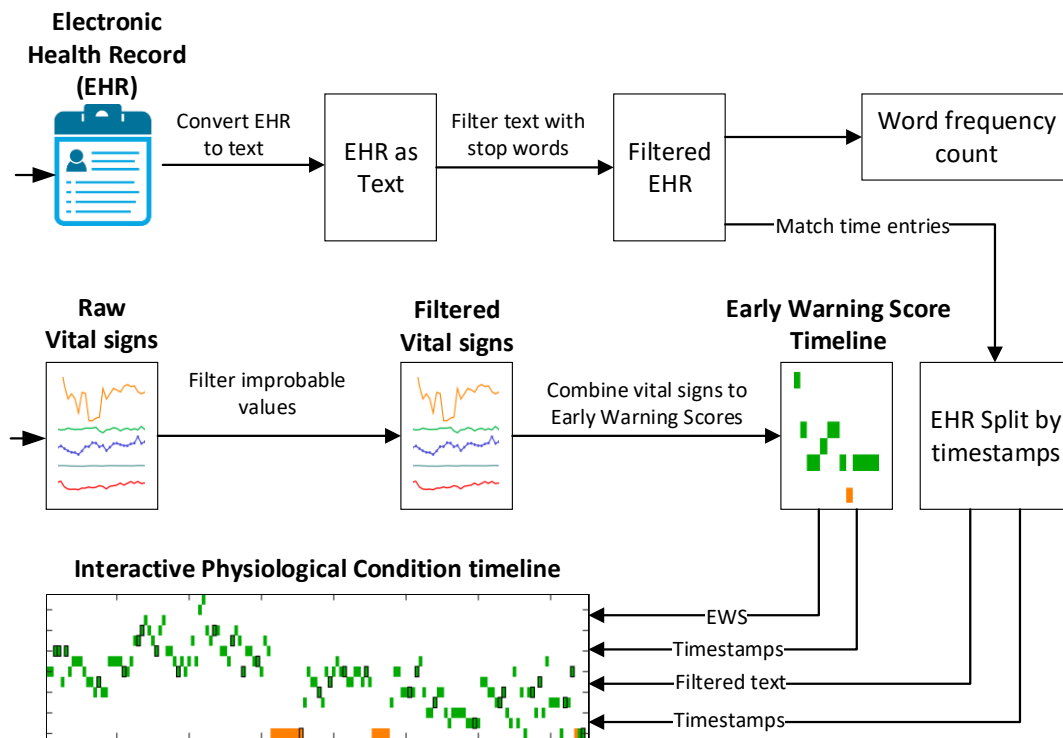 Electronic
Health Record
(EHR)
Convert EHR
to text
EHR as
Text
Filter text with
stop words
Filtered
EHR
Word frequency
count
Match time entries
Raw
Vital signs
Filter improbable
values
Filtered
Vital signs
Combine vital signs to
Early Warning Scores
Early Warning Score
Timeline
EHR Split by
timestamps
Interactive Physiological Condition timeline
EWS
Timestamps
Filtered text
Timestamps